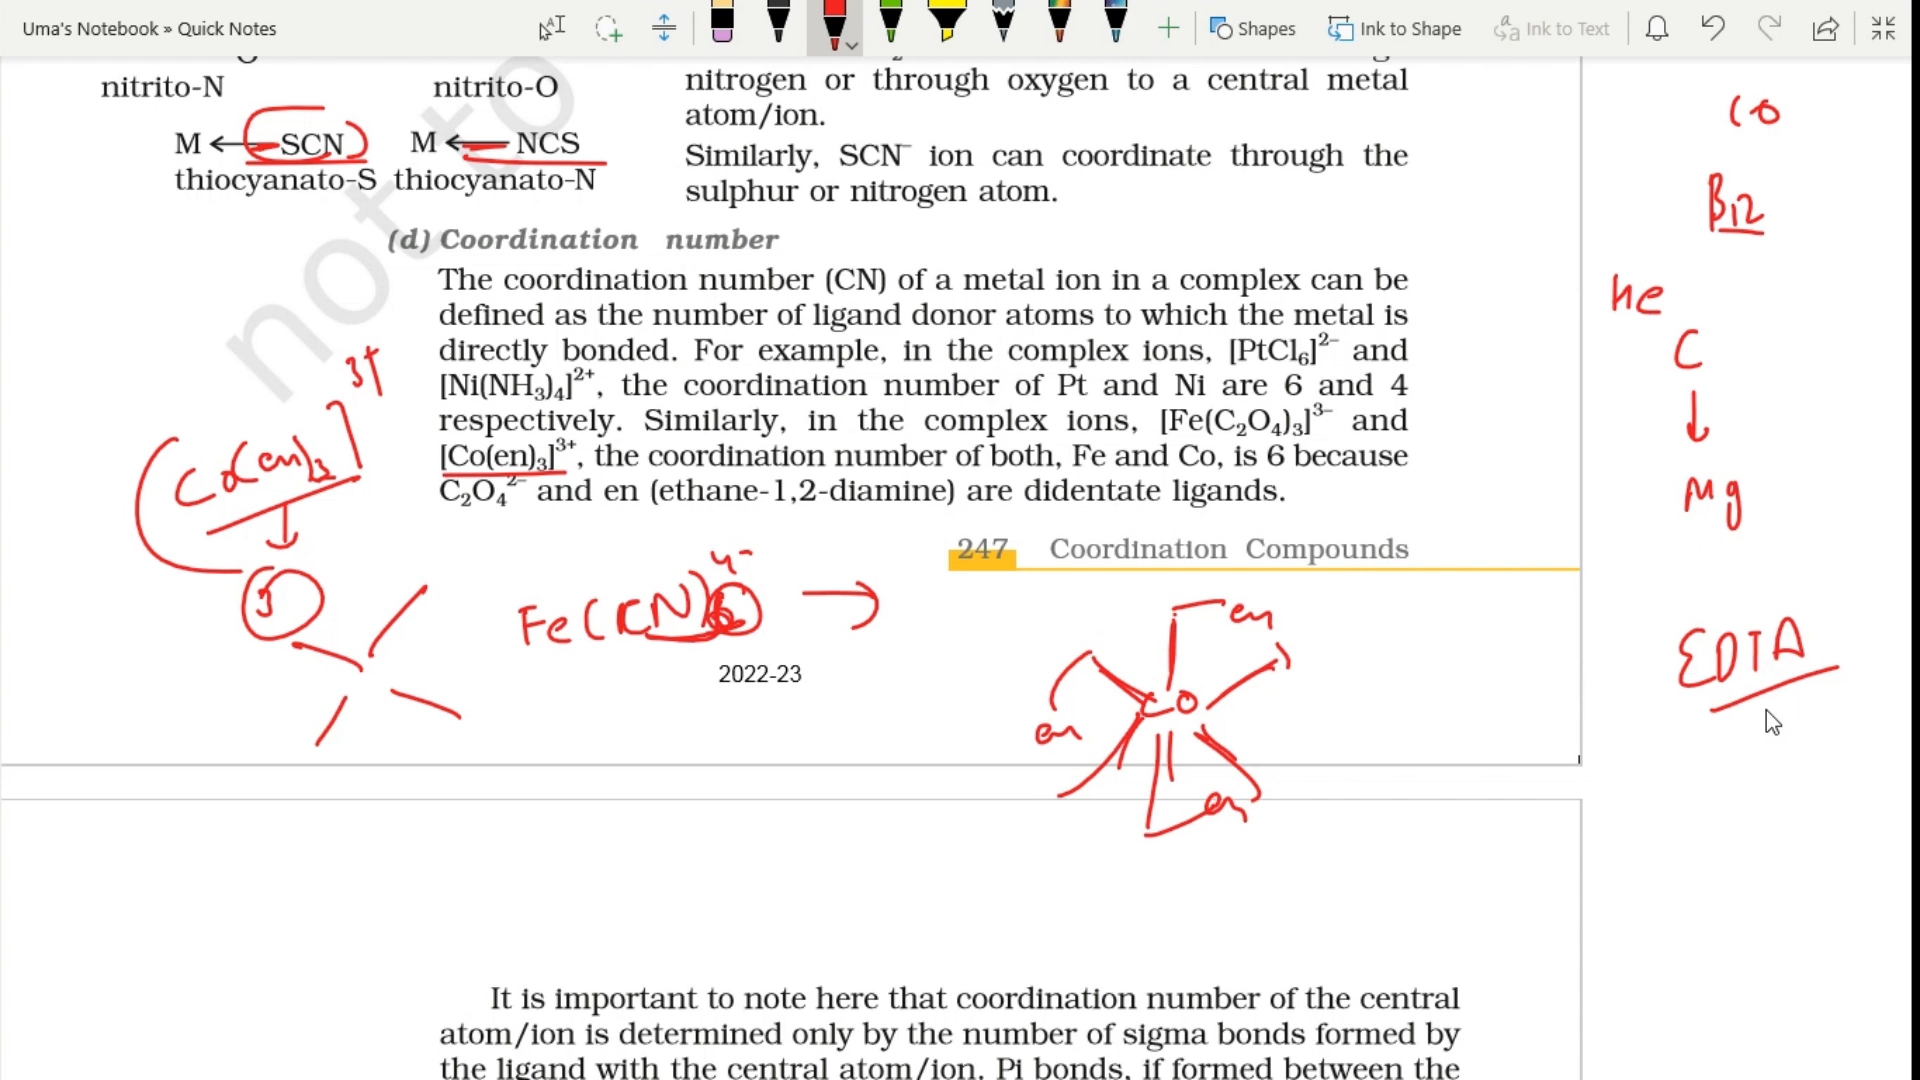 Uma's Notebook » Quick Notes
Shapes
Ink to Shape
Ink to Text
nitrito-N
nitrito-O
M ← SCN
M ← NCS
thiocyanato-S
thiocyanato-N
nitrogen or through oxygen to a central metal
atom/ion.
Similarly, SCN⁻ ion can coordinate through the
sulphur or nitrogen atom.
not to
(d) Coordination number
The coordination number (CN) of a metal ion in a complex can be
defined as the number of ligand donor atoms to which the metal is
directly bonded. For example, in the complex ions, [PtCl₆]²⁻ and
[Ni(NH₃)₄]²⁺, the coordination number of Pt and Ni are 6 and 4
respectively. Similarly, in the complex ions, [Fe(C₂O₄)₃]³⁻ and
[Co(en)₃]³⁺, the coordination number of both, Fe and Co, is 6 because
C₂O₄²⁻ and en (ethane-1,2-diamine) are didentate ligands.
247 Coordination Compounds
Co(en)₃]³⁺
3
Fe(CN)₆⁴⁻ →
2022-23
en
Co
en
en
CO
B12
he
C
↓
Mg
EDTA
It is important to note here that coordination number of the central
atom/ion is determined only by the number of sigma bonds formed by
the ligand with the central atom/ion. Pi bonds, if formed between the